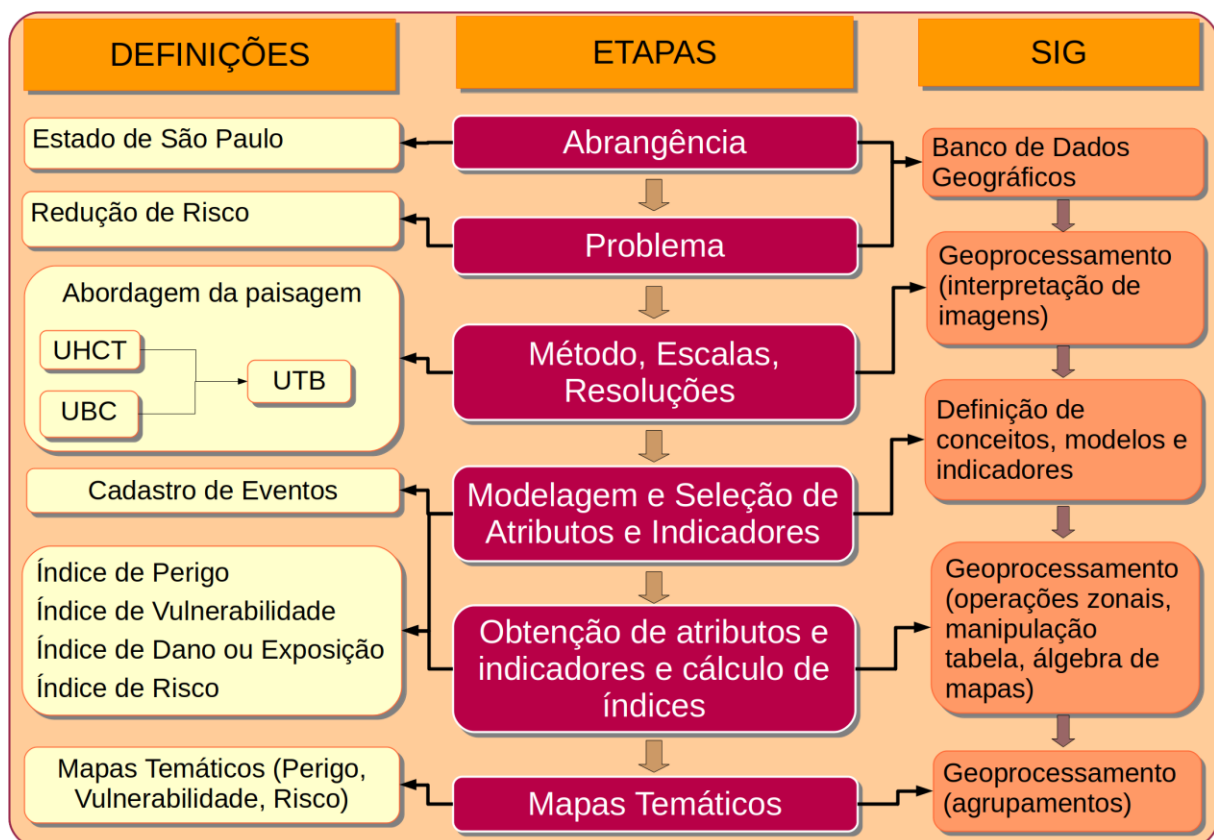 DEFINIÇÕES
ETAPAS
SIG
Estado de São Paulo
Redução de Risco
Abordagem da paisagem
UHCT
UBC
UTB
Cadastro de Eventos
Índice de Perigo
Índice de Vulnerabilidade
Índice de Dano ou Exposição
Índice de Risco
Mapas Temáticos (Perigo,
Vulnerabilidade, Risco)
Abrangência
Problema
Método, Escalas,
Resoluções
Modelagem e Seleção de
Atributos e Indicadores
Obtenção de atributos e
indicadores e cálculo de
índices
Mapas Temáticos
Banco de Dados
Geográficos
Geoprocessamento
(interpretação de
imagens)
Definição de
conceitos, modelos e
indicadores
Geoprocessamento
(operações zonais,
manipulação
tabela, álgebra de
mapas)
Geoprocessamento
(agrupamentos)